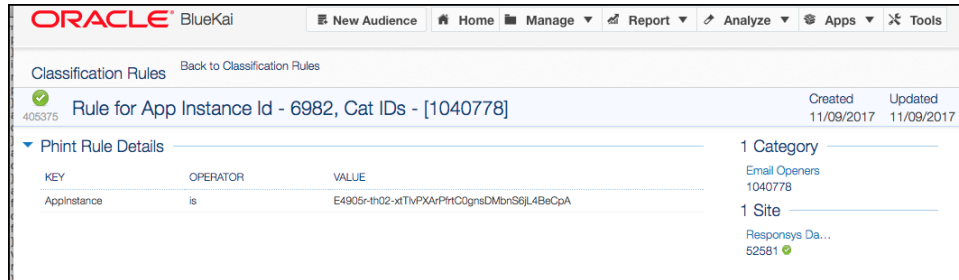 ORACLE BlueKai New Audience Home Manage Report Analyze Apps Tools
Classification Rules Back to Classification Rules
405375 Rule for App Instance Id - 6982, Cat IDs - [1040778]
Created Updated
11/09/2017 11/09/2017
Phint Rule Details
KEY OPERATOR VALUE
AppInstance is E4905r-th02-xtTlvPXArPfrtC0gnsDMbnS6jL4BeCpA
1 Category
Email Openers
1040778
1 Site
Responsys Da...
52581